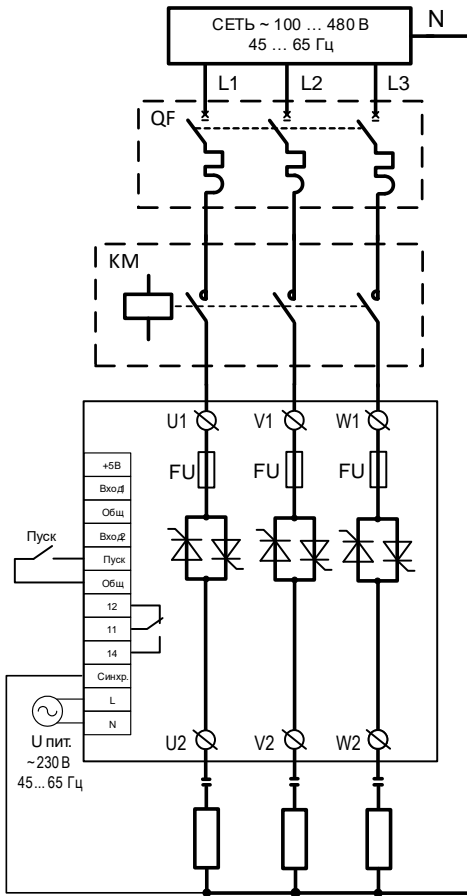 СЕТЬ ~ 100 ... 480 В
45 ... 65 Гц
N
L1
L2
L3
QF
KM
U1
V1
W1
FU
FU
FU
+5В
Вход1
Общ
Вход2
Пуск
Общ
12
11
14
Синхр.
L
N
Пуск
U пит.
~230 В
45... 65 Гц
U2
V2
W2